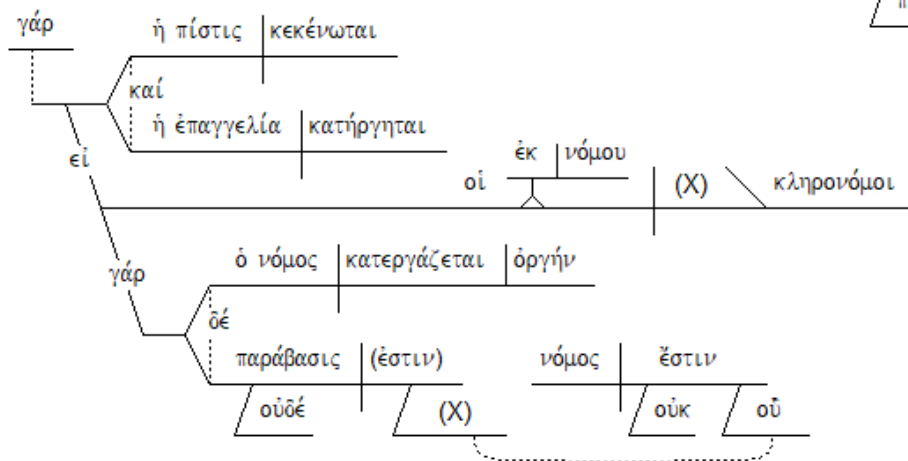 γάρ
ἡ πίστις κεκένωται
καί
ἡ ἐπαγγελία κατήργηται
εἰ
οἱ ἐκ νόμου (X) κληρονόμοι
γάρ
ὁ νόμος κατεργάζεται ὀργήν
δέ
παράβασις (ἐστιν) νόμος ἔστιν
οὐδέ (X) οὐκ οὗ